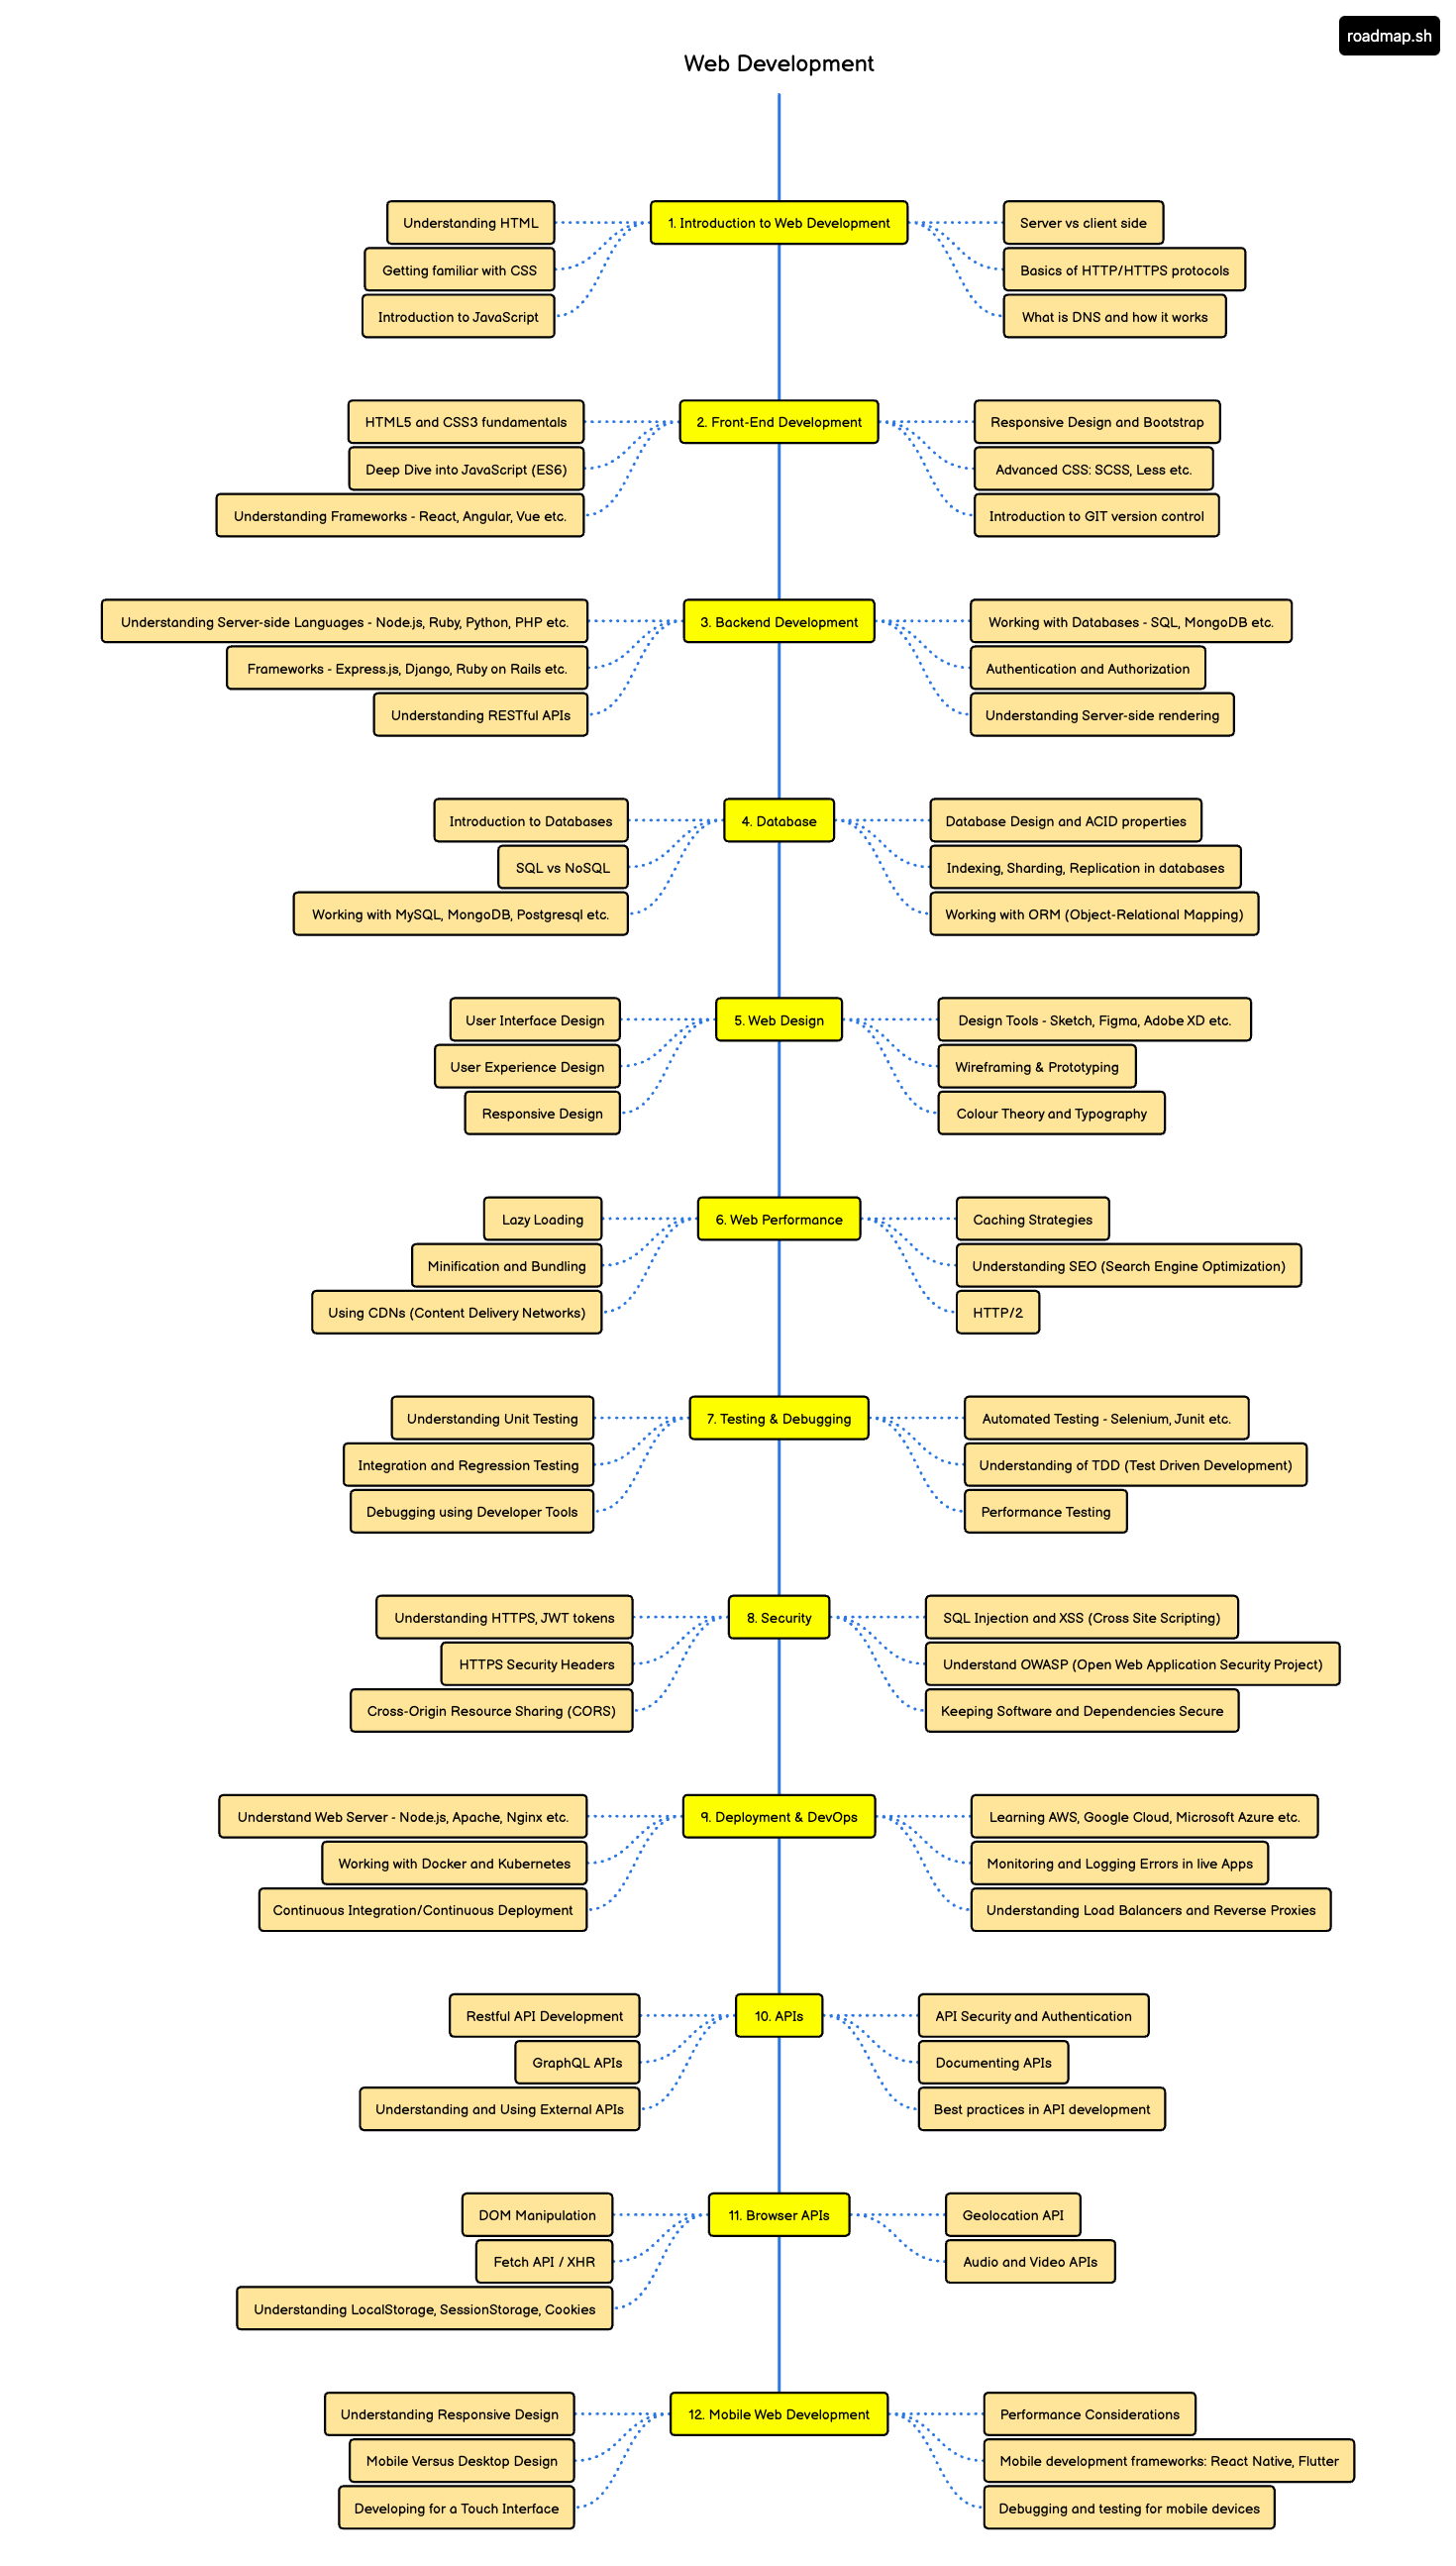 roadmap.sh
Web Development
1. Introduction to Web Development
Understanding HTML
Getting familiar with CSS
Introduction to JavaScript
Server vs client side
Basics of HTTP/HTTPS protocols
What is DNS and how it works
2. Front-End Development
HTML5 and CSS3 fundamentals
Deep Dive into JavaScript (ES6)
Understanding Frameworks - React, Angular, Vue etc.
Responsive Design and Bootstrap
Advanced CSS: SCSS, Less etc.
Introduction to GIT version control
3. Backend Development
Understanding Server-side Languages - Node.js, Ruby, Python, PHP etc.
Frameworks - Express.js, Django, Ruby on Rails etc.
Understanding RESTful APIs
Working with Databases - SQL, MongoDB etc.
Authentication and Authorization
Understanding Server-side rendering
4. Database
Introduction to Databases
SQL vs NoSQL
Working with MySQL, MongoDB, Postgresql etc.
Database Design and ACID properties
Indexing, Sharding, Replication in databases
Working with ORM (Object-Relational Mapping)
5. Web Design
User Interface Design
User Experience Design
Responsive Design
Design Tools - Sketch, Figma, Adobe XD etc.
Wireframing & Prototyping
Colour Theory and Typography
6. Web Performance
Lazy Loading
Minification and Bundling
Using CDNs (Content Delivery Networks)
Caching Strategies
Understanding SEO (Search Engine Optimization)
HTTP/2
7. Testing & Debugging
Understanding Unit Testing
Integration and Regression Testing
Debugging using Developer Tools
Automated Testing - Selenium, Junit etc.
Understanding of TDD (Test Driven Development)
Performance Testing
8. Security
Understanding HTTPS, JWT tokens
HTTPS Security Headers
Cross-Origin Resource Sharing (CORS)
SQL Injection and XSS (Cross Site Scripting)
Understand OWASP (Open Web Application Security Project)
Keeping Software and Dependencies Secure
9. Deployment & DevOps
Understand Web Server - Node.js, Apache, Nginx etc.
Working with Docker and Kubernetes
Continuous Integration/Continuous Deployment
Learning AWS, Google Cloud, Microsoft Azure etc.
Monitoring and Logging Errors in live Apps
Understanding Load Balancers and Reverse Proxies
10. APIs
Restful API Development
GraphQL APIs
Understanding and Using External APIs
API Security and Authentication
Documenting APIs
Best practices in API development
11. Browser APIs
DOM Manipulation
Fetch API / XHR
Understanding LocalStorage, SessionStorage, Cookies
Geolocation API
Audio and Video APIs
12. Mobile Web Development
Understanding Responsive Design
Mobile Versus Desktop Design
Developing for a Touch Interface
Performance Considerations
Mobile development frameworks: React Native, Flutter
Debugging and testing for mobile devices